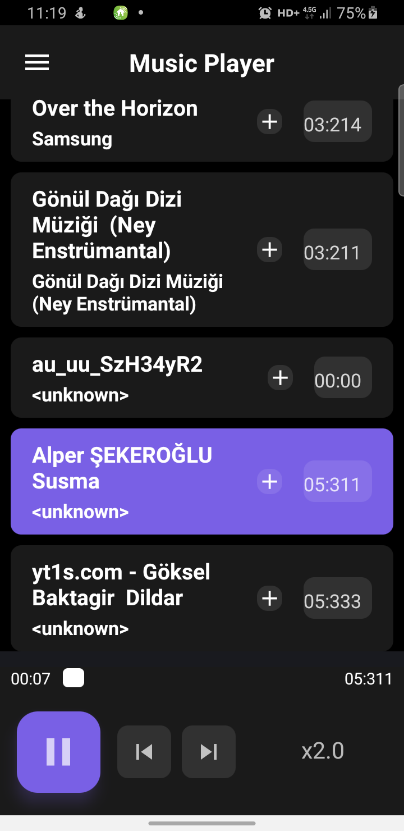 11:19 HD+ 4.5G 75%
Music Player
Over the Horizon
Samsung
03:214
Gönül Dağı Dizi
Müziği (Ney
Enstrümantal)
Gönül Dağı Dizi Müziği
(Ney Enstrümantal)
03:211
au_uu_SzH34yR2
<unknown>
00:00
Alper ŞEKEROĞLU
Susma
<unknown>
05:311
yt1s.com - Göksel
Baktagir Dildar
<unknown>
05:333
00:07 05:311
x2.0